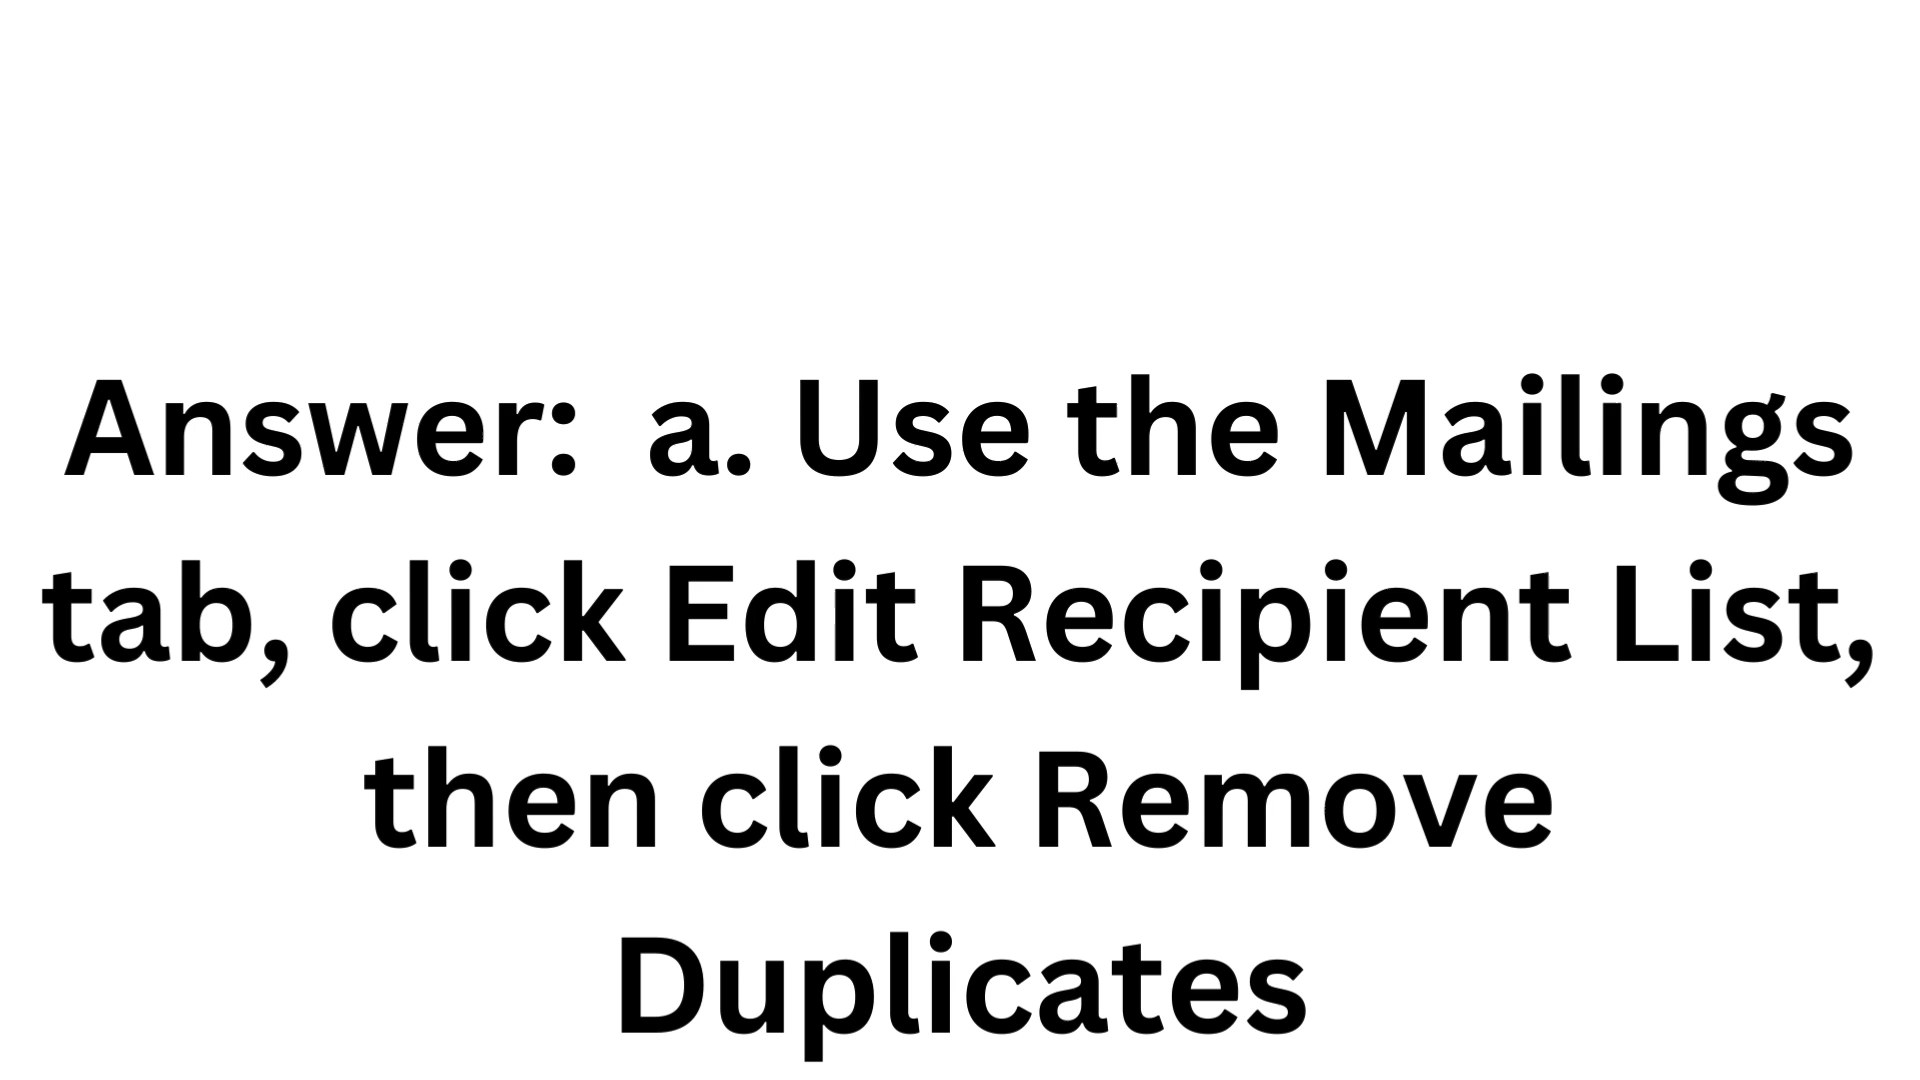 Answer:  a. Use the Mailings
tab, click Edit Recipient List,
then click Remove
Duplicates